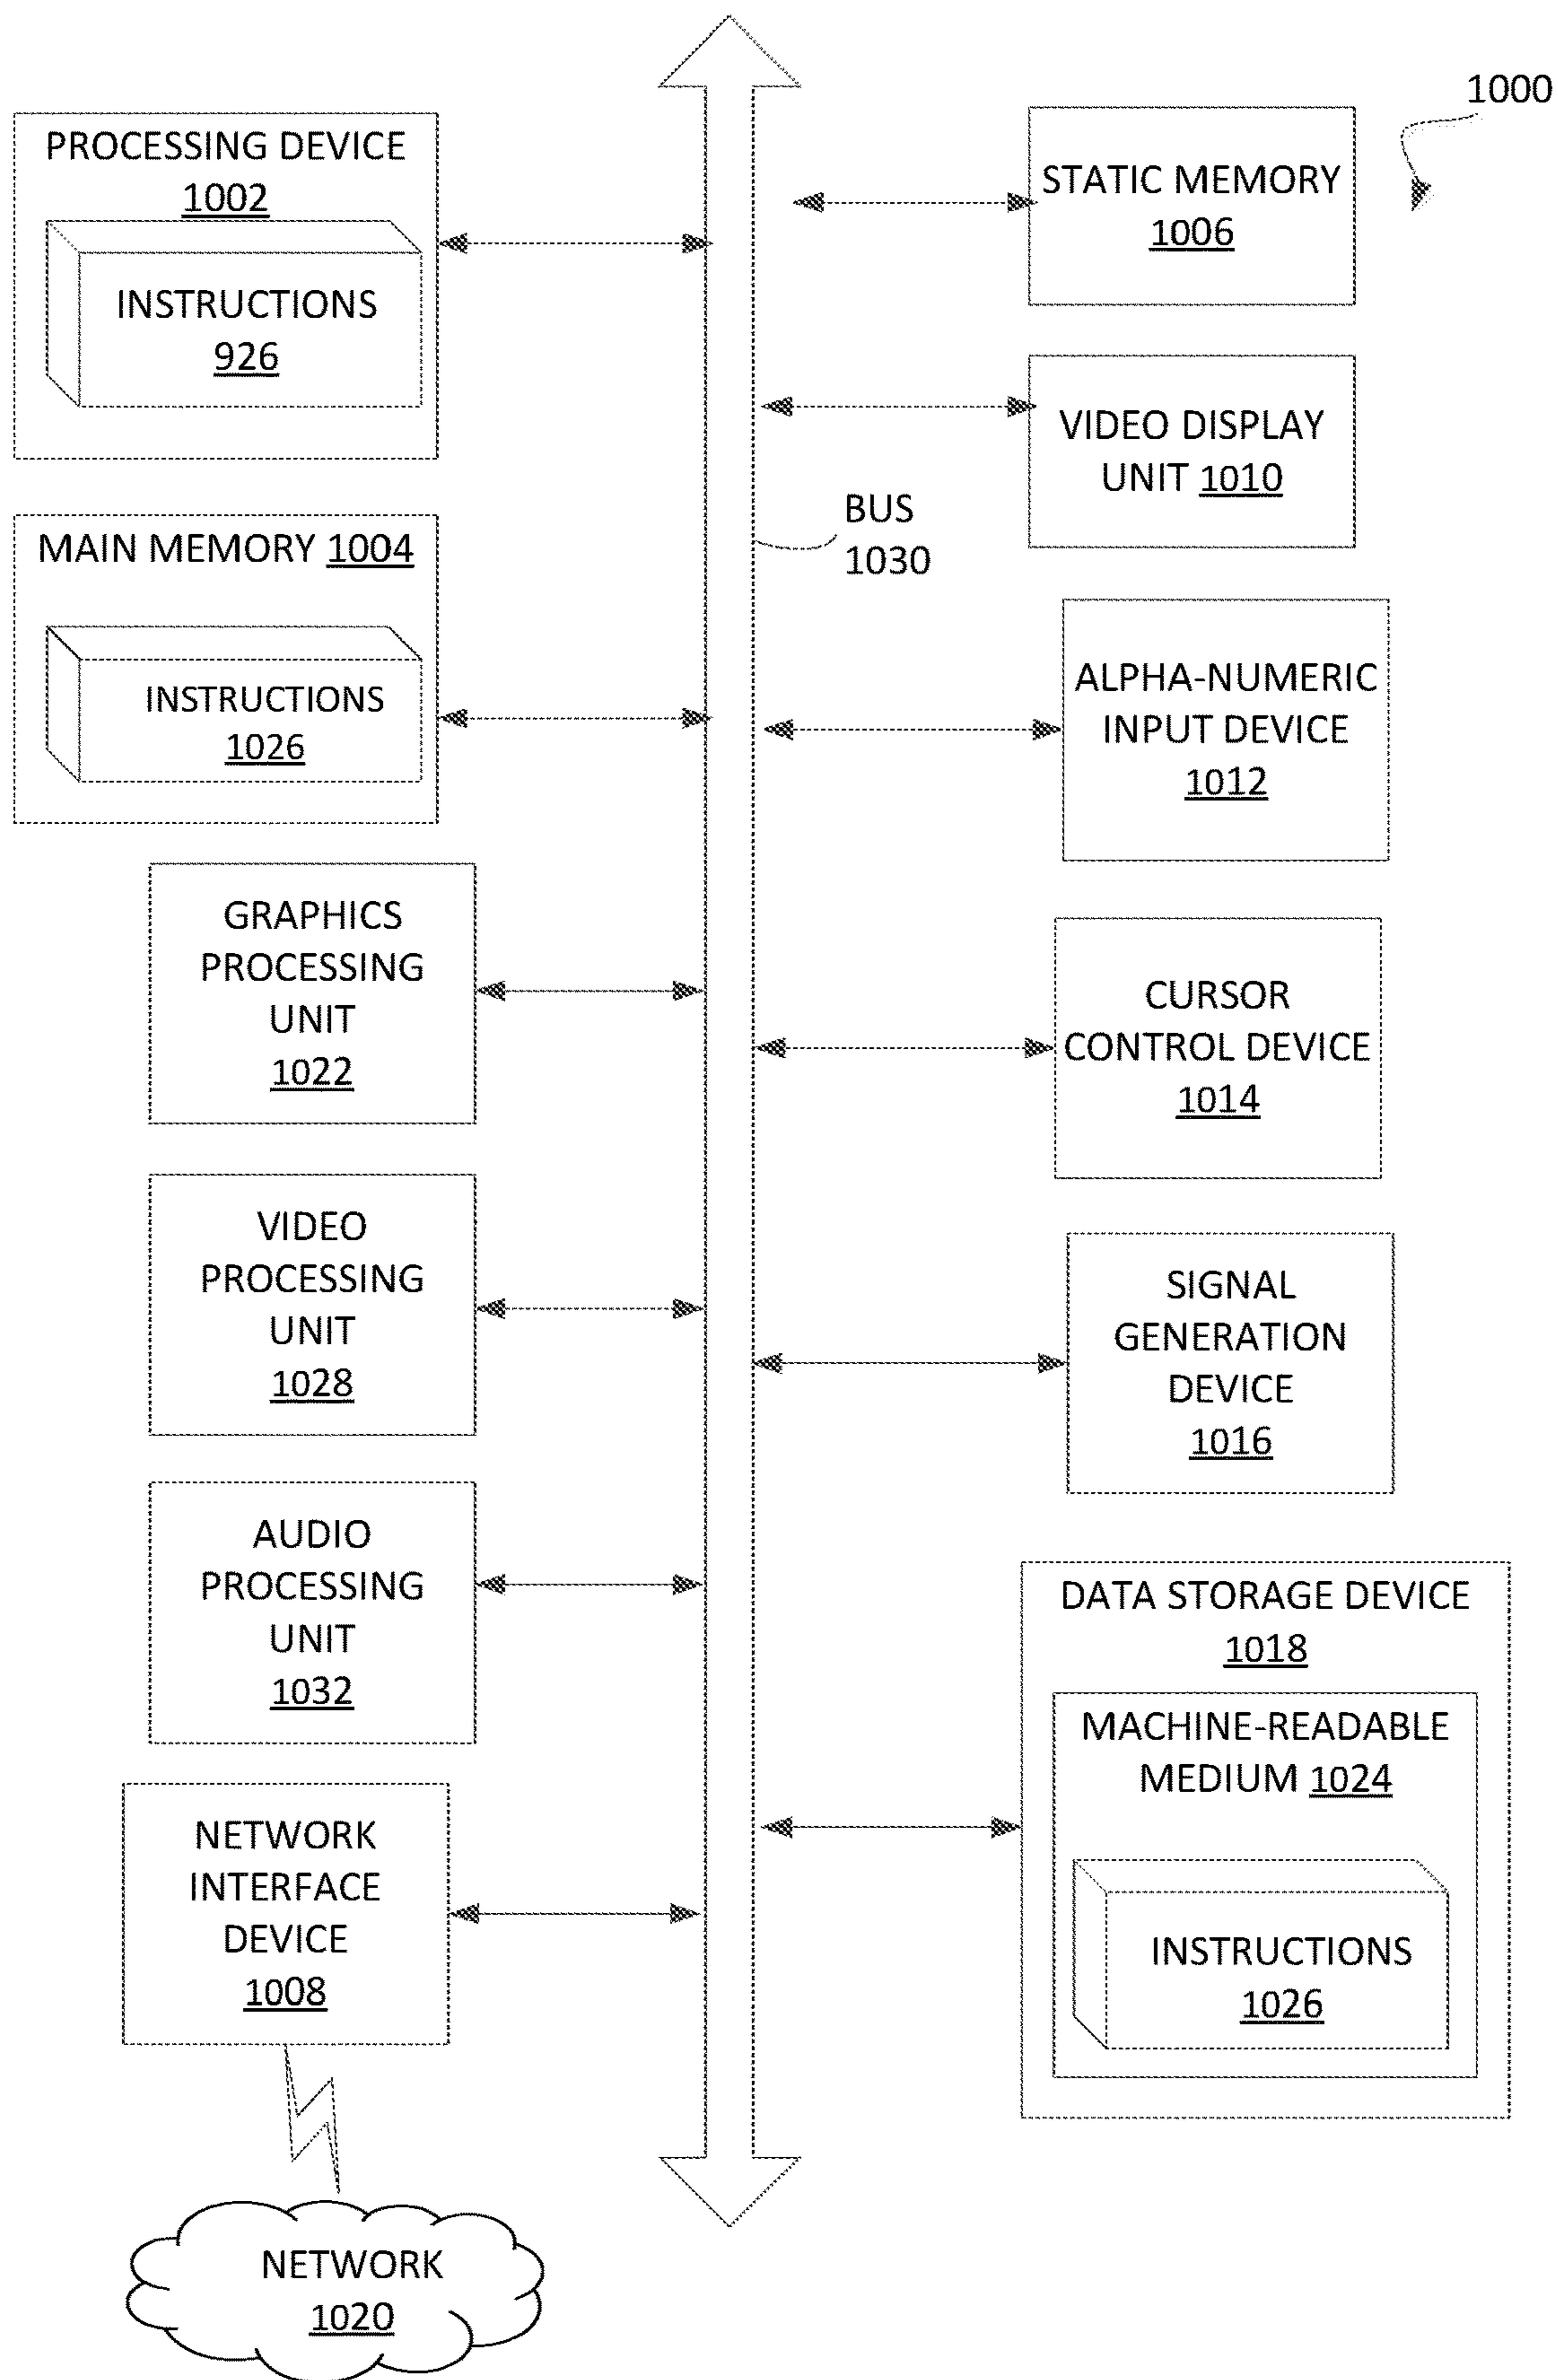 1000
PROCESSING DEVICE
1002
INSTRUCTIONS
926
MAIN MEMORY 1004
INSTRUCTIONS
1026
GRAPHICS
PROCESSING
UNIT
1022
VIDEO
PROCESSING
UNIT
1028
AUDIO
PROCESSING
UNIT
1032
NETWORK
INTERFACE
DEVICE
1008
NETWORK
1020
BUS
1030
STATIC MEMORY
1006
VIDEO DISPLAY
UNIT 1010
ALPHA-NUMERIC
INPUT DEVICE
1012
CURSOR
CONTROL DEVICE
1014
SIGNAL
GENERATION
DEVICE
1016
DATA STORAGE DEVICE
1018
MACHINE-READABLE
MEDIUM 1024
INSTRUCTIONS
1026